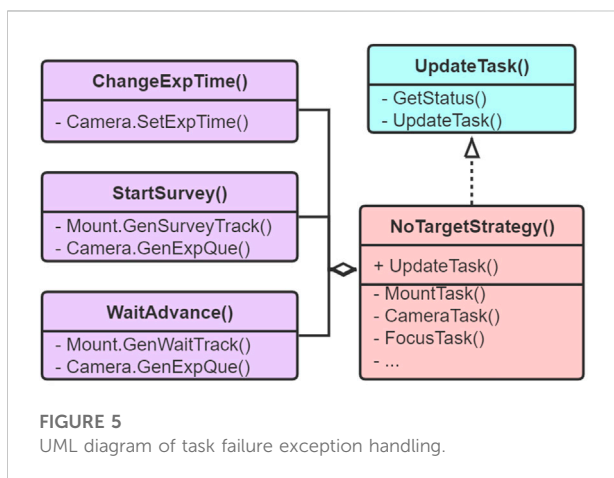 ChangeExpTime()
- Camera.SetExpTime()
StartSurvey()
- Mount.GenSurveyTrack()
- Camera.GenExpQue()
WaitAdvance()
- Mount.GenWaitTrack()
- Camera.GenExpQue()
UpdateTask()
- GetStatus()
- UpdateTask()
NoTargetStrategy()
+ UpdateTask()
- MountTask()
- CameraTask()
- FocusTask()
- ...
FIGURE 5
UML diagram of task failure exception handling.